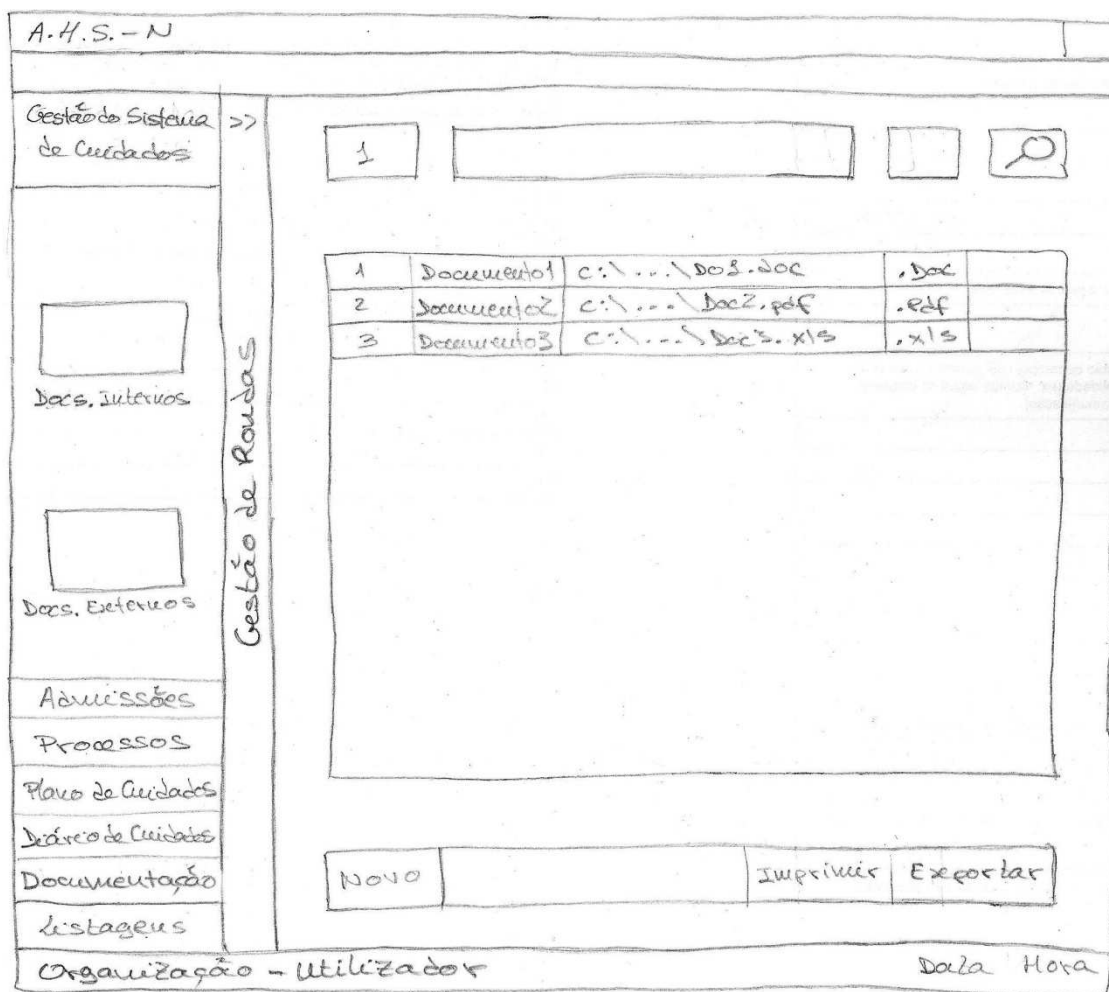 A.H.S. - N
Gestão do Sistema
de Cuidados
>>
1
1 Documento1 C:\...\Do1.doc .Doc
2 Documento2 C:\...\Doc2.pdf .Pdf
3 Documento3 C:\...\Doc3.xls .xls
Docs. Internos
Gestão de Rondas
Docs. Externos
Admissões
Processos
Plano de Cuidados
Diário de Cuidados
Documentação
Listagens
Novo Imprimir Exportar
Organização - Utilizador Data Hora